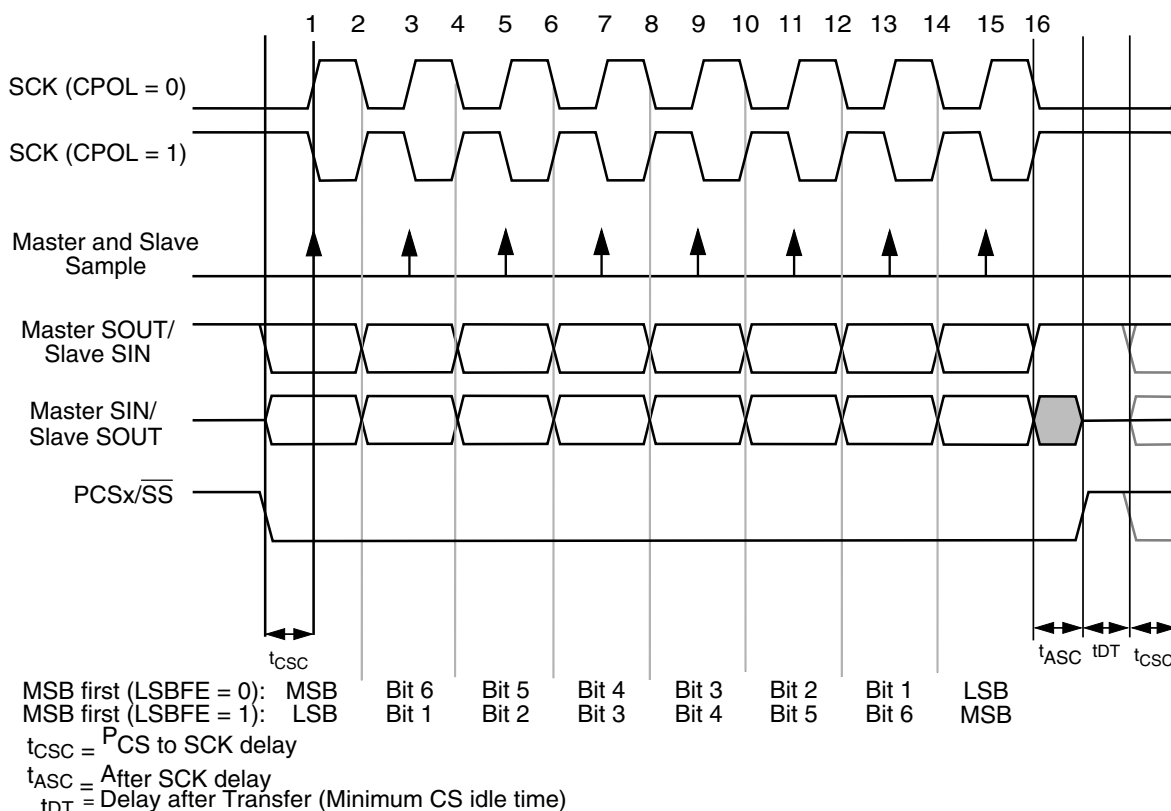 1 2 3 4 5 6 7 8 9 10 11 12 13 14 15 16
SCK (CPOL = 0)
SCK (CPOL = 1)
Master and Slave
Sample
Master SOUT/
Slave SIN
Master SIN/
Slave SOUT
PCSx/SS
tCSC tASC tDT tCSC
MSB first (LSBFE = 0): MSB Bit 6 Bit 5 Bit 4 Bit 3 Bit 2 Bit 1 LSB
MSB first (LSBFE = 1): LSB Bit 1 Bit 2 Bit 3 Bit 4 Bit 5 Bit 6 MSB
tCSC = PCS to SCK delay
tASC = After SCK delay
tDT = Delay after Transfer (Minimum CS idle time)